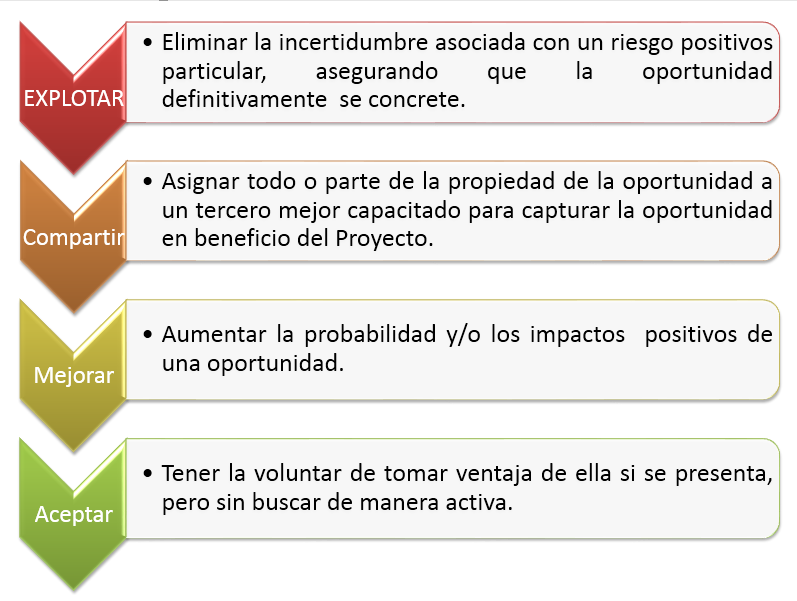 EXPLOTAR
• Eliminar la incertidumbre asociada con un riesgo positivos
particular, asegurando que la oportunidad
definitivamente se concrete.
Compartir
• Asignar todo o parte de la propiedad de la oportunidad a
un tercero mejor capacitado para capturar la oportunidad
en beneficio del Proyecto.
Mejorar
• Aumentar la probabilidad y/o los impactos positivos de
una oportunidad.
Aceptar
• Tener la voluntar de tomar ventaja de ella si se presenta,
pero sin buscar de manera activa.